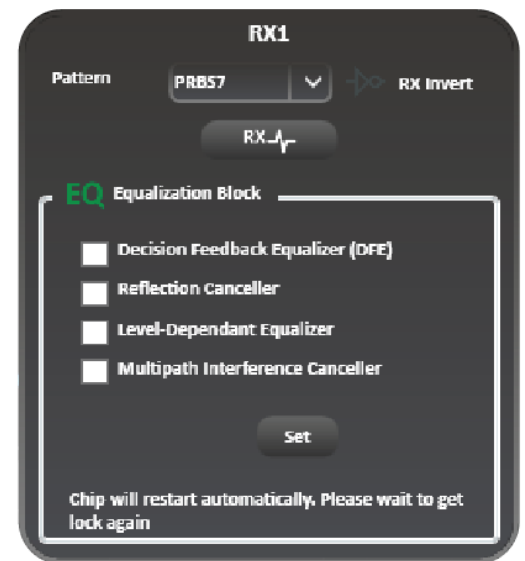 RX1
Pattern PRBS7 RX Invert
RX
EQ Equalization Block
Decision Feedback Equalizer (DFE)
Reflection Canceller
Level-Dependant Equalizer
Multipath Interference Canceller
Set
Chip will restart automatically. Please wait to get
lock again